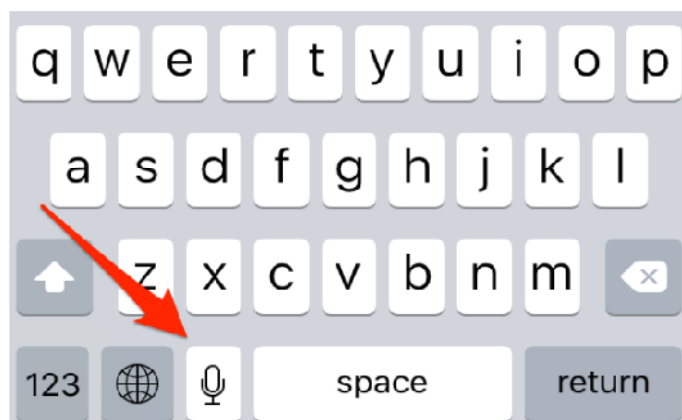 q w e r t y u i o p
a s d f g h j k l
z x c v b n m
123 space return